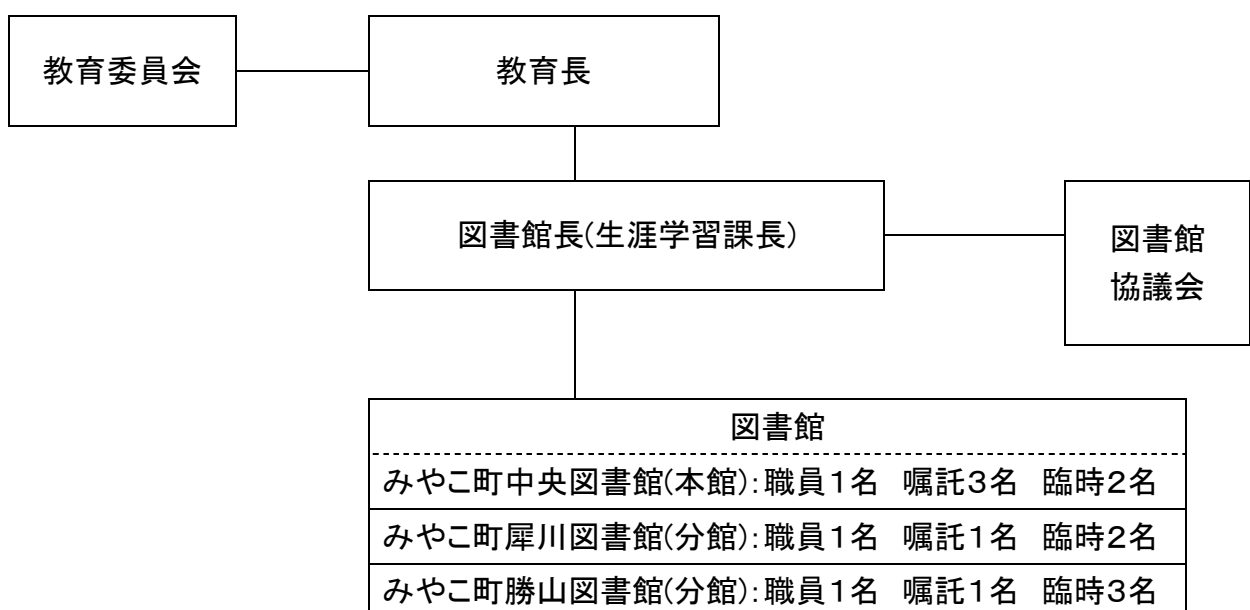 教育委員会
教育長
図書館長(生涯学習課長)
図書館
協議会
図書館
みやこ町中央図書館(本館):職員1名　嘱託3名　臨時2名
みやこ町犀川図書館(分館):職員1名　嘱託1名　臨時2名
みやこ町勝山図書館(分館):職員1名　嘱託1名　臨時3名